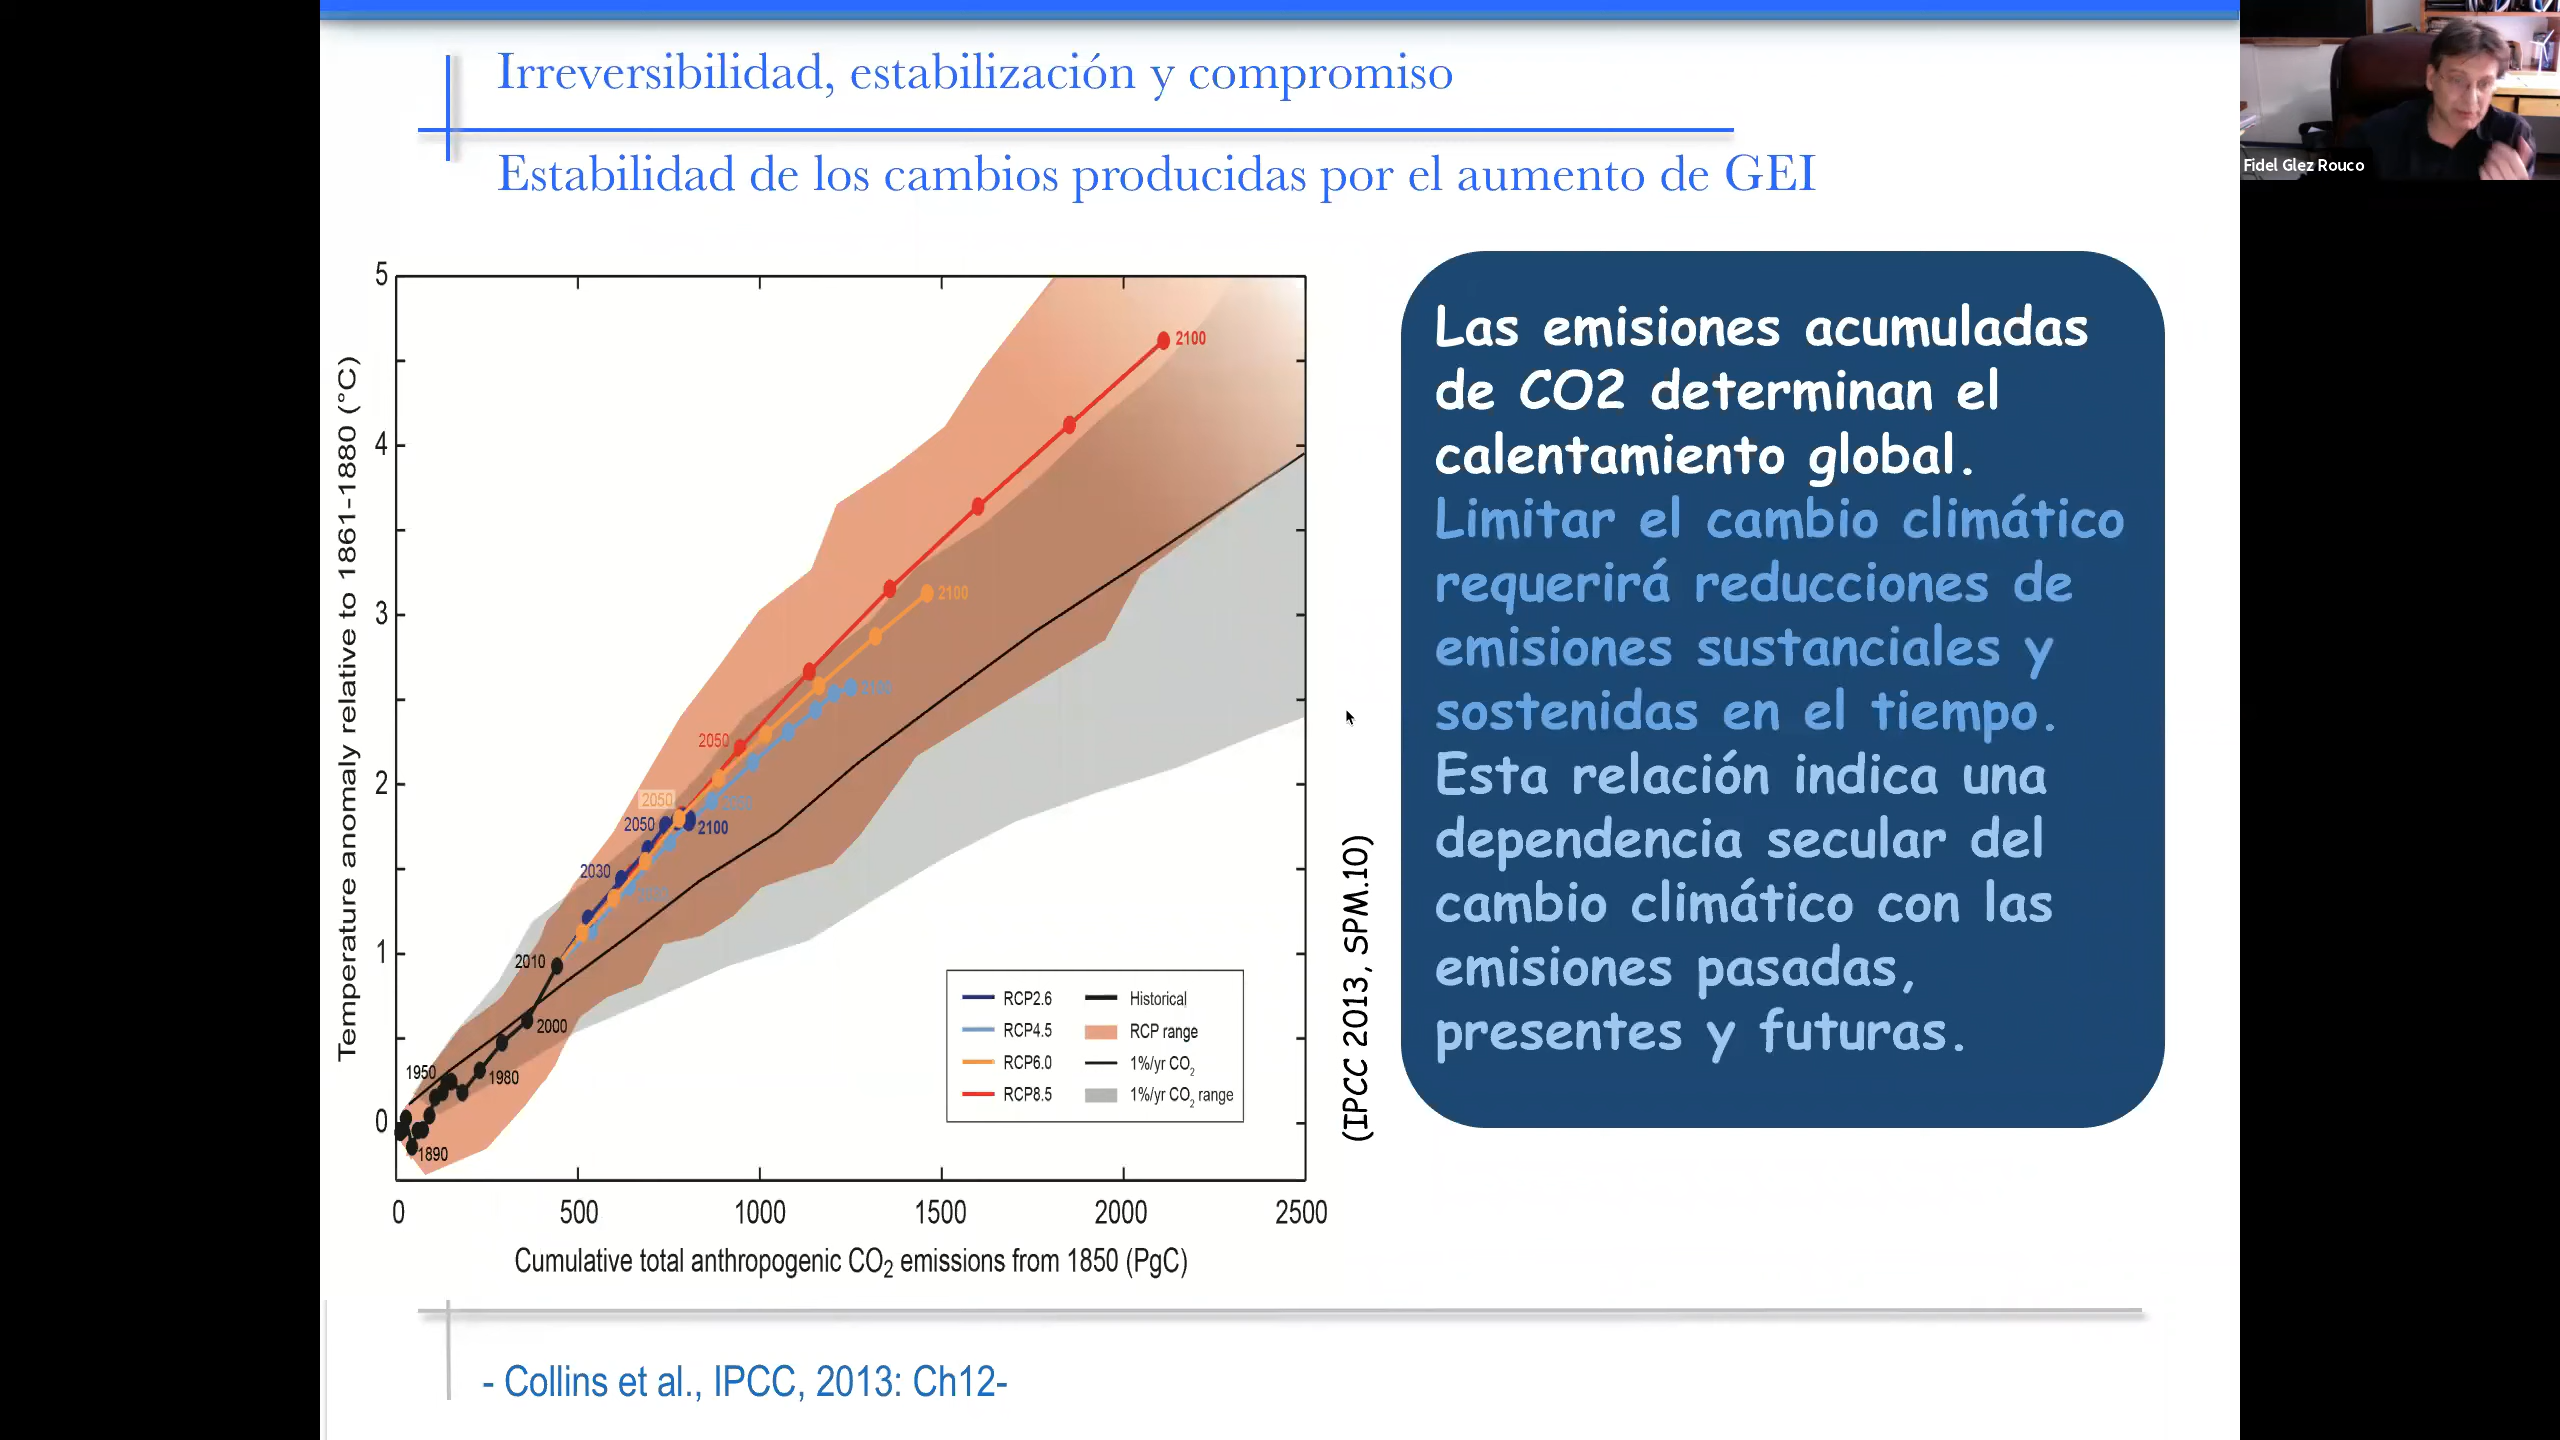 Irreversibilidad, estabilización y compromiso
Estabilidad de los cambios producidas por el aumento de GEI
Fidel Glez Rouco
Temperature anomaly relative to 1861-1880 (°C)
5
4
3
2
1
0
2100
2100
2100
2050
2050
2050
2050
2100
2030
2030
2010
2000
1950
1980
1890
RCP2.6
RCP4.5
RCP6.0
RCP8.5
Historical
RCP range
1%/yr CO2
1%/yr CO2 range
0 500 1000 1500 2000 2500
Cumulative total anthropogenic CO2 emissions from 1850 (PgC)
(IPCC 2013, SPM.10)
Las emisiones acumuladas
de CO2 determinan el
calentamiento global.
Limitar el cambio climático
requerirá reducciones de
emisiones sustanciales y
sostenidas en el tiempo.
Esta relación indica una
dependencia secular del
cambio climático con las
emisiones pasadas,
presentes y futuras.
- Collins et al., IPCC, 2013: Ch12-